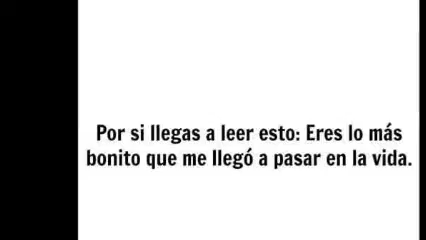 Por si llegas a leer esto: Eres lo más
bonito que me llegó a pasar en la vida.